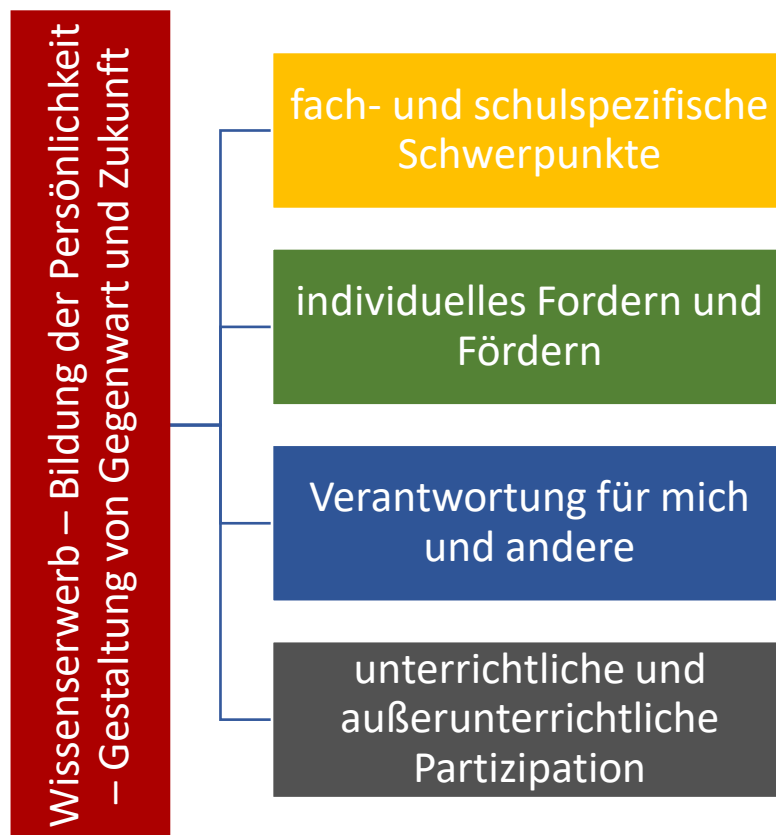 Wissenserwerb – Bildung der Persönlichkeit
– Gestaltung von Gegenwart und Zukunft
fach- und schulspezifische
Schwerpunkte
individuelles Fordern und
Fördern
Verantwortung für mich
und andere
unterrichtliche und
außerunterrichtliche
Partizipation